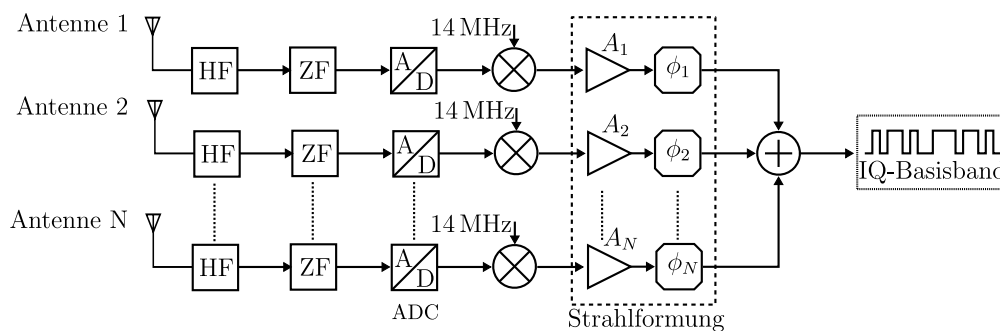 Antenne 1
HF
ZF
A
D
14 MHz
A1
ϕ1
Antenne 2
HF
ZF
A
D
14 MHz
A2
ϕ2
IQ-Basisband
Antenne N
HF
ZF
A
D
14 MHz
AN
ϕN
ADC
Strahlformung